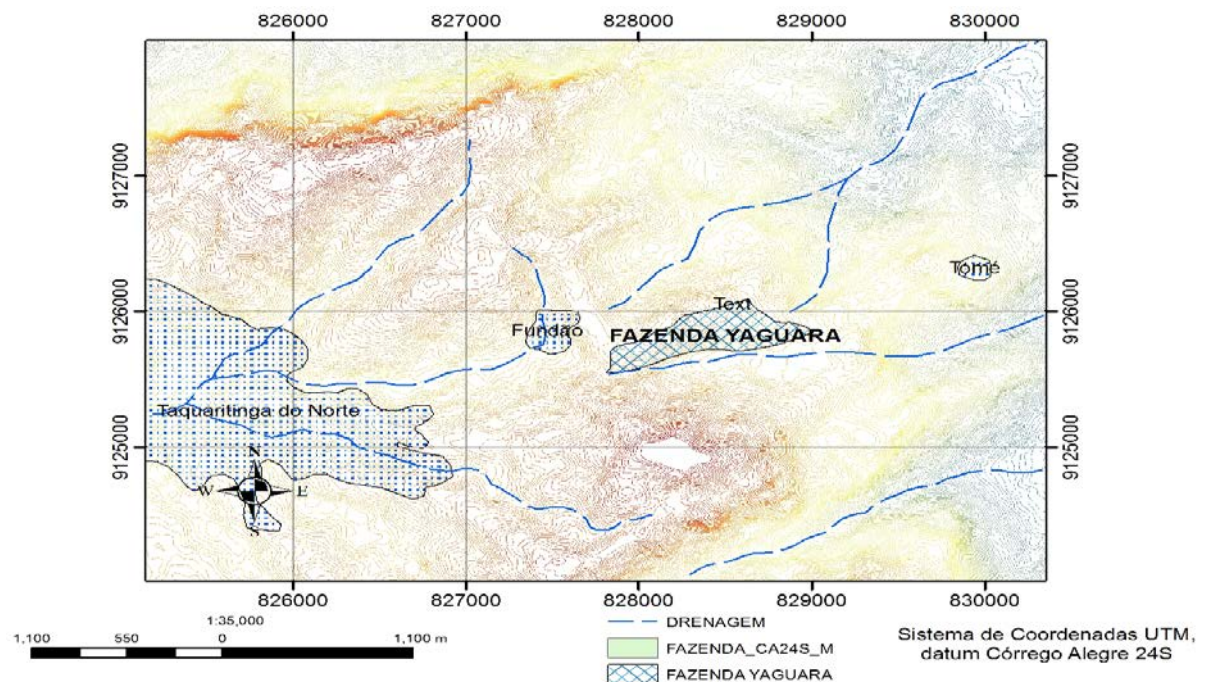 826000 827000 828000 829000 830000
9127000 9127000
Tomé
9126000 Text 9126000
Fundão FAZENDA YAGUARA
Taquaritinga do Norte
9125000 9125000
N
W E
S
826000 827000 828000 829000 830000
1:35,000
1,100 550 0 1,100 m
DRENAGEM
FAZENDA_CA24S_M
FAZENDA YAGUARA
Sistema de Coordenadas UTM,
datum Córrego Alegre 24S